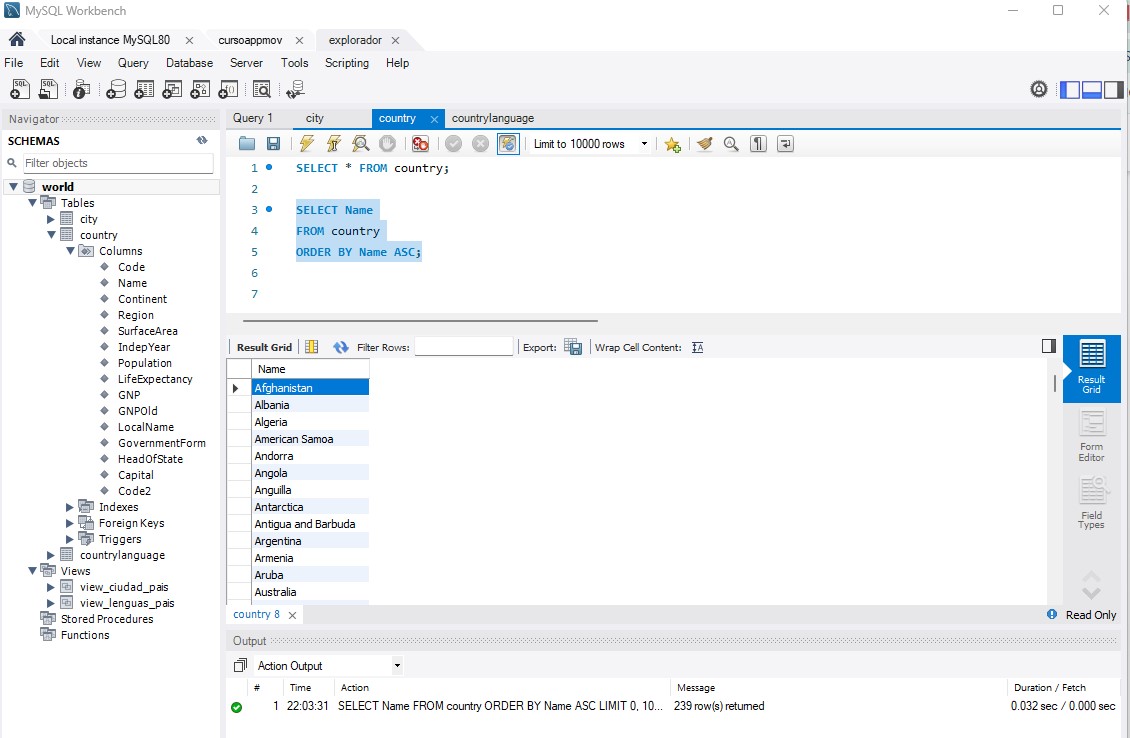 MySQL Workbench
Local instance MySQL80 cursoappmov explorador
File Edit View Query Database Server Tools Scripting Help
Navigator
SCHEMAS
Filter objects
world
Tables
city
country
Columns
Code
Name
Continent
Region
SurfaceArea
IndepYear
Population
LifeExpectancy
GNP
GNPOld
LocalName
GovernmentForm
HeadOfState
Capital
Code2
Indexes
Foreign Keys
Triggers
countrylanguage
Views
view_ciudad_pais
view_lenguas_pais
Stored Procedures
Functions
Query 1 city country countrylanguage
Limit to 10000 rows
1 SELECT * FROM country;
2
3 SELECT Name
4 FROM country
5 ORDER BY Name ASC;
6
7
Result Grid Filter Rows: Export: Wrap Cell Content:
Name
Afghanistan
Albania
Algeria
American Samoa
Andorra
Angola
Anguilla
Antarctica
Antigua and Barbuda
Argentina
Armenia
Aruba
Australia
Result
Grid
Form
Editor
Field
Types
country 8 Read Only
Output
Action Output
# Time Action Message Duration / Fetch
1 22:03:31 SELECT Name FROM country ORDER BY Name ASC LIMIT 0, 10... 239 row(s) returned 0.032 sec / 0.000 sec